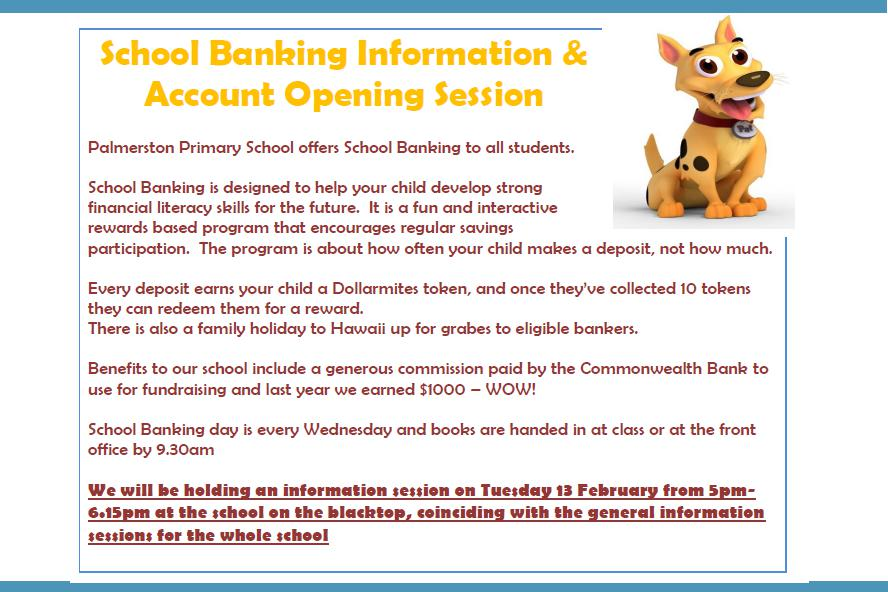 School Banking Information &
Account Opening Session
Palmerston Primary School offers School Banking to all students.
School Banking is designed to help your child develop strong
financial literacy skills for the future.  It is a fun and interactive
rewards based program that encourages regular savings
participation.  The program is about how often your child makes a deposit, not how much.
Every deposit earns your child a Dollarmites token, and once they've collected 10 tokens
they can redeem them for a reward.
There is also a family holiday to Hawaii up for grabes to eligible bankers.
Benefits to our school include a generous commission paid by the Commonwealth Bank to
use for fundraising and last year we earned $1000 – WOW!
School Banking day is every Wednesday and books are handed in at class or at the front
office by 9.30am
We will be holding an information session on Tuesday 13 February from 5pm-
6.15pm at the school on the blacktop, coinciding with the general information
sessions for the whole school